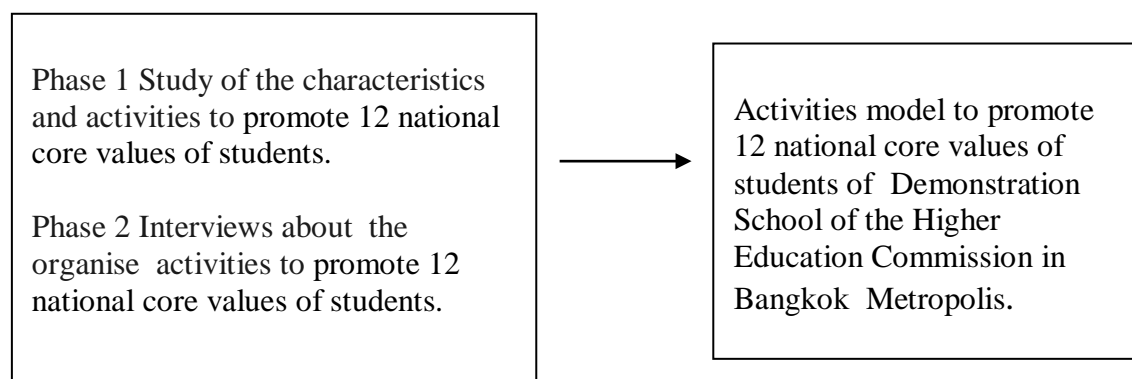 Phase 1 Study of the characteristics
and activities to promote 12 national
core values of students.
Phase 2 Interviews about the
organise activities to promote 12
national core values of students.
Activities model to promote
12 national core values of
students of Demonstration
School of the Higher
Education Commission in
Bangkok Metropolis.